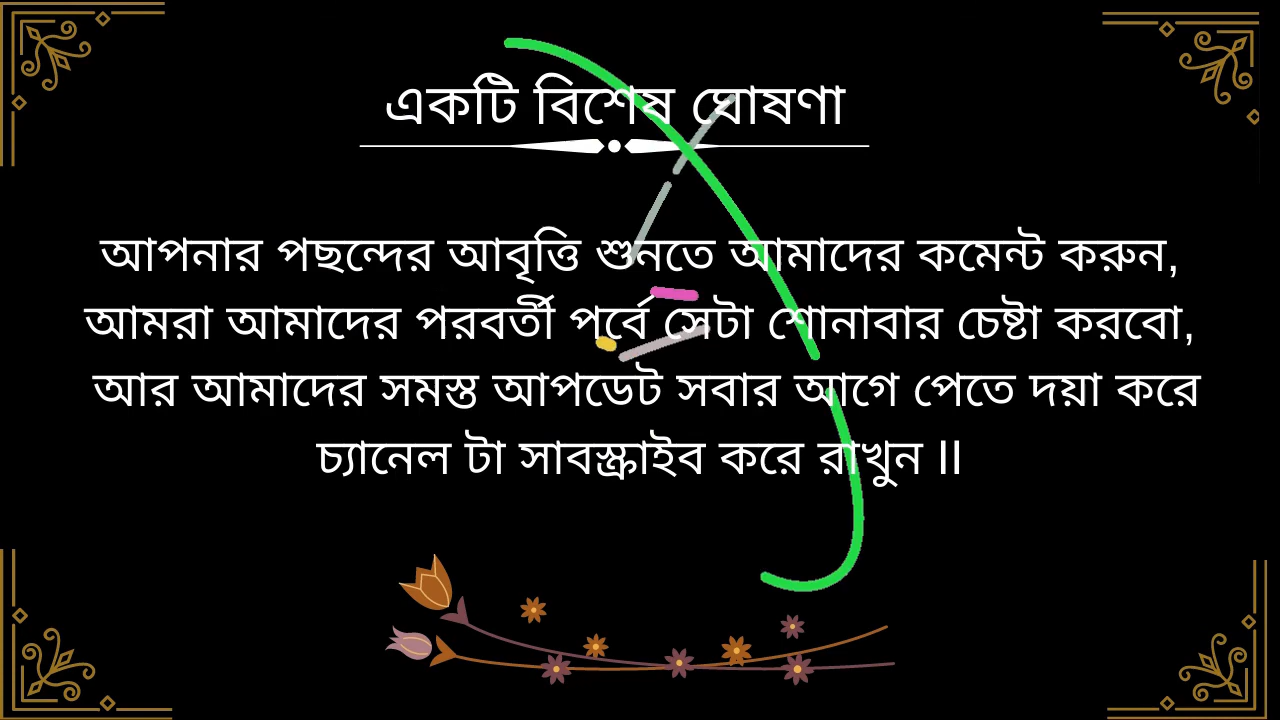 একটি বিশেষ ঘোষণা
আপনার পছন্দের আবৃত্তি শুনতে আমাদের কমেন্ট করুন,
আমরা আমাদের পরবর্তী পর্বে সেটা শোনাবার চেষ্টা করবো,
আর আমাদের সমস্ত আপডেট সবার আগে পেতে দয়া করে
চ্যানেল টা সাবস্ক্রাইব করে রাখুন ॥